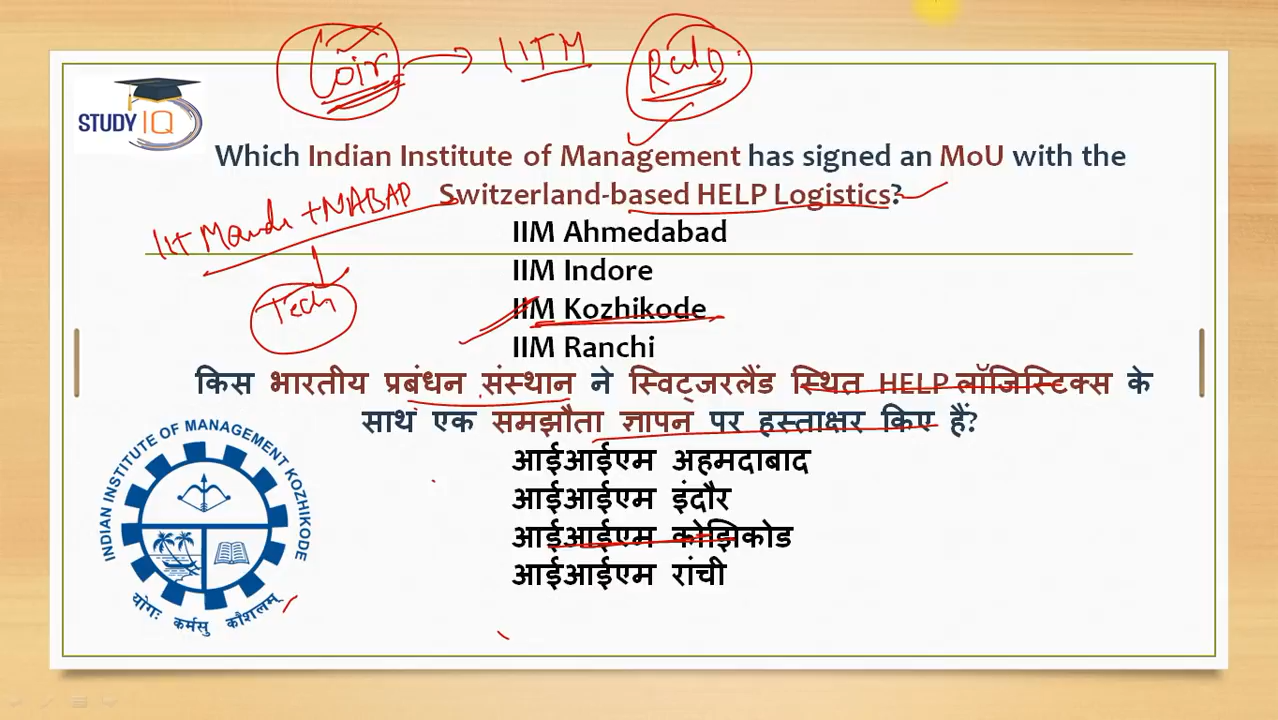 Coir → IITM
STUDY IQ
Which Indian Institute of Management has signed an MoU with the
Switzerland-based HELP Logistics?
IIT Mandi + NABARD
Tech
IIM Ahmedabad
IIM Indore
IIM Kozhikode
IIM Ranchi
किस भारतीय प्रबंधन संस्थान ने स्विट्जरलैंड स्थित HELP लॉजिस्टिक्स के
साथ एक समझौता ज्ञापन पर हस्ताक्षर किए हैं?
आईआईएम अहमदाबाद
आईआईएम इंदौर
आईआईएम कोझिकोड
आईआईएम रांची
INDIAN INSTITUTE OF MANAGEMENT KOZHIKODE
योगः कर्मसु कौशलम्